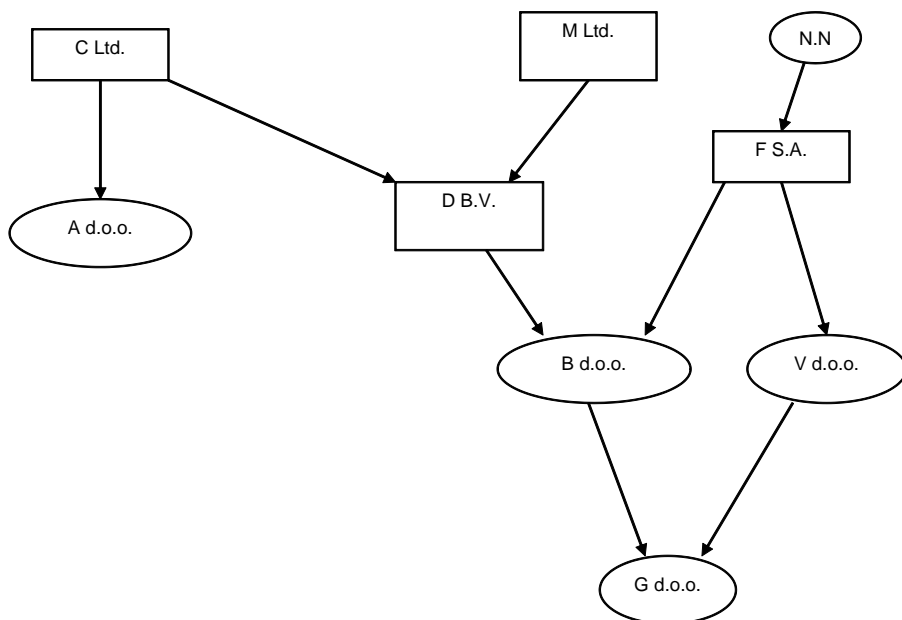 C Ltd.
M Ltd.
N.N
F S.A.
A d.o.o.
D B.V.
B d.o.o.
V d.o.o.
G d.o.o.